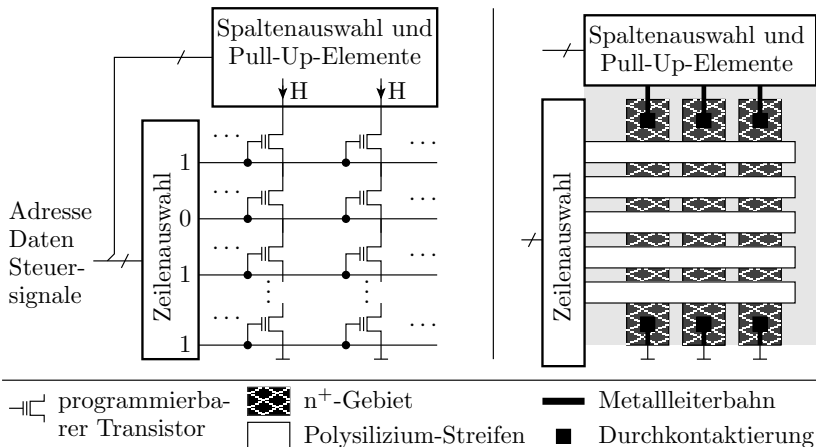 Spaltenauswahl und
Pull-Up-Elemente
H
H
Zeilenauswahl
1
0
1
1
. . .
. . .
. . .
. . .
. . .
. . .
. . .
. . .
Adresse
Daten
Steuer-
signale
Spaltenauswahl und
Pull-Up-Elemente
Zeilenauswahl
programmierba-
rer Transistor
n⁺-Gebiet
Polysilizium-Streifen
Metallleiterbahn
Durchkontaktierung